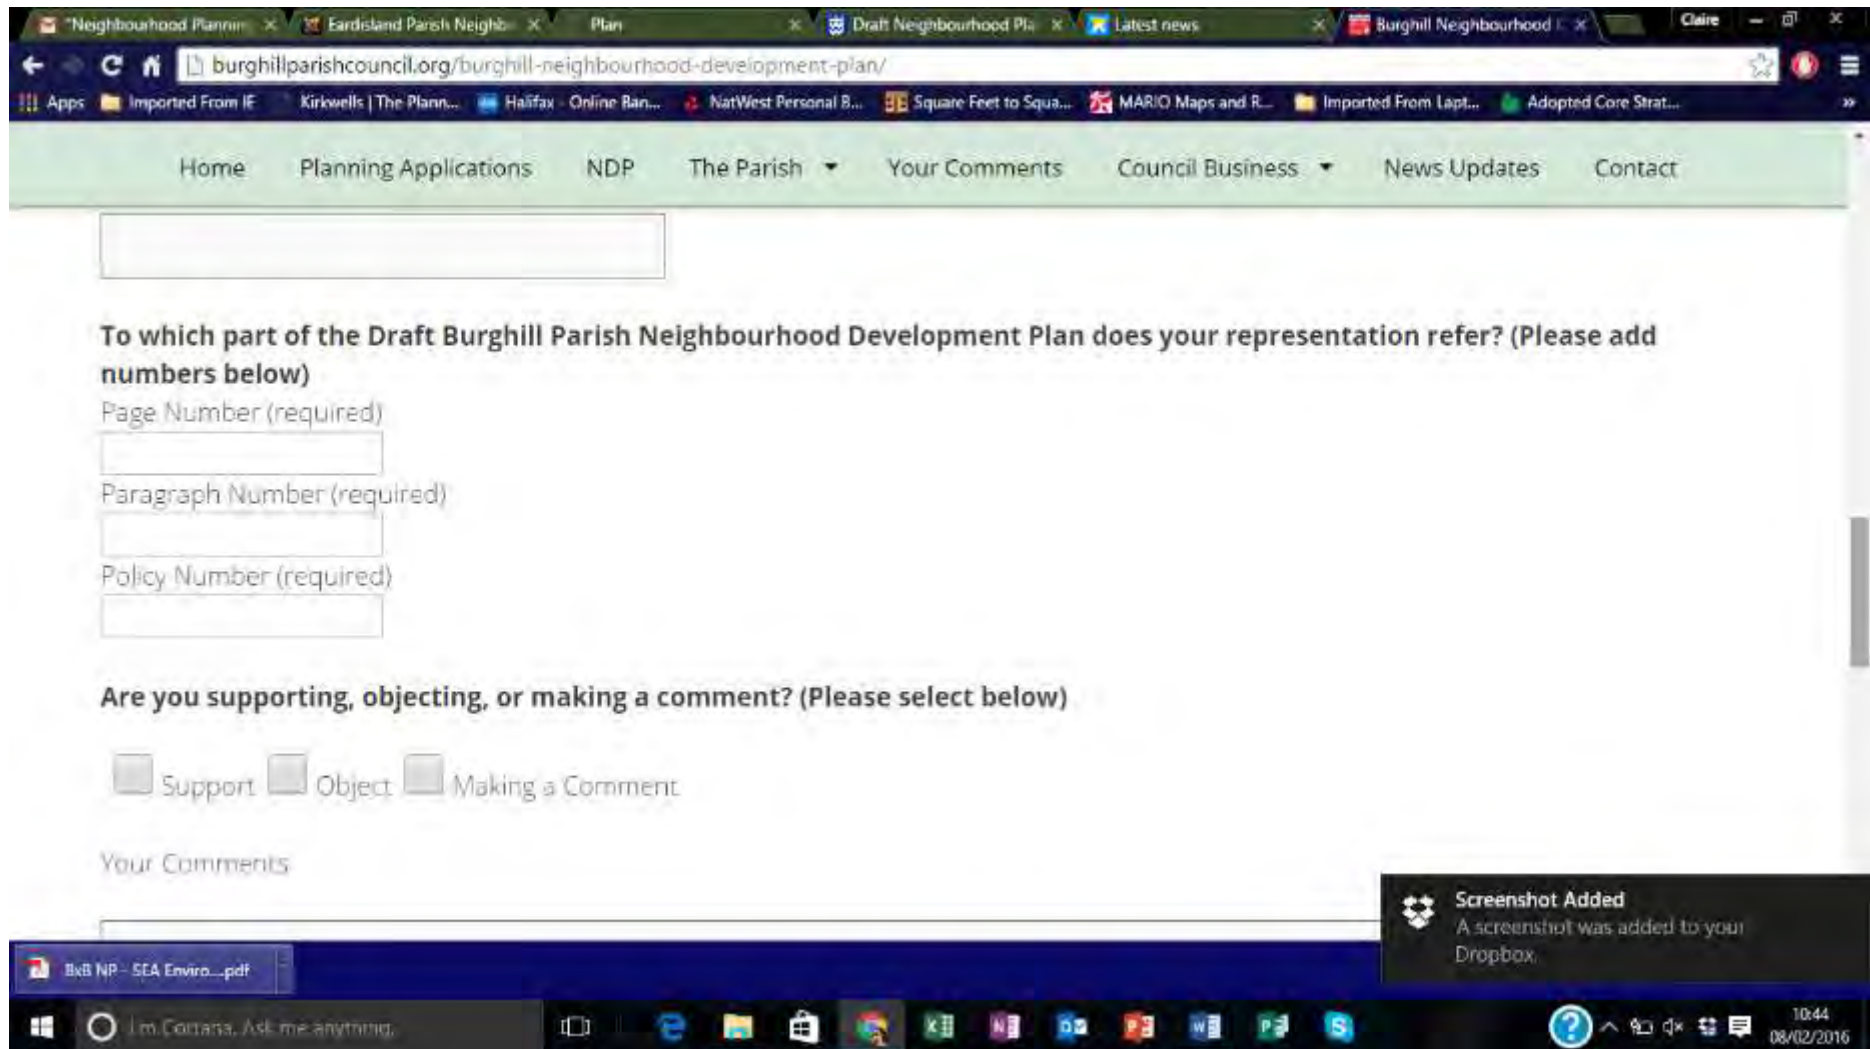 "Neighbourhood Plannin
Eardisland Parish Neighb
Plan
Draft Neighbourhood Pla
Latest news
Burghill Neighbourhood
Claire
burghillparishcouncil.org/burghill-neighbourhood-development-plan/
Apps
Imported From IE
Kirkwells | The Plann...
Halifax - Online Ban...
NatWest Personal B...
Square Feet to Squa...
MARIO Maps and R...
Imported From Lapt...
Adopted Core Strat...
Home
Planning Applications
NDP
The Parish
Your Comments
Council Business
News Updates
Contact
To which part of the Draft Burghill Parish Neighbourhood Development Plan does your representation refer? (Please add
numbers below)
Page Number (required)
Paragraph Number (required)
Policy Number (required)
Are you supporting, objecting, or making a comment? (Please select below)
Support
Object
Making a Comment
Your Comments
Screenshot Added
A screenshot was added to your
Dropbox.
BxB NP - SEA Enviro....pdf
I'm Cortana. Ask me anything.
10:44
08/02/2016